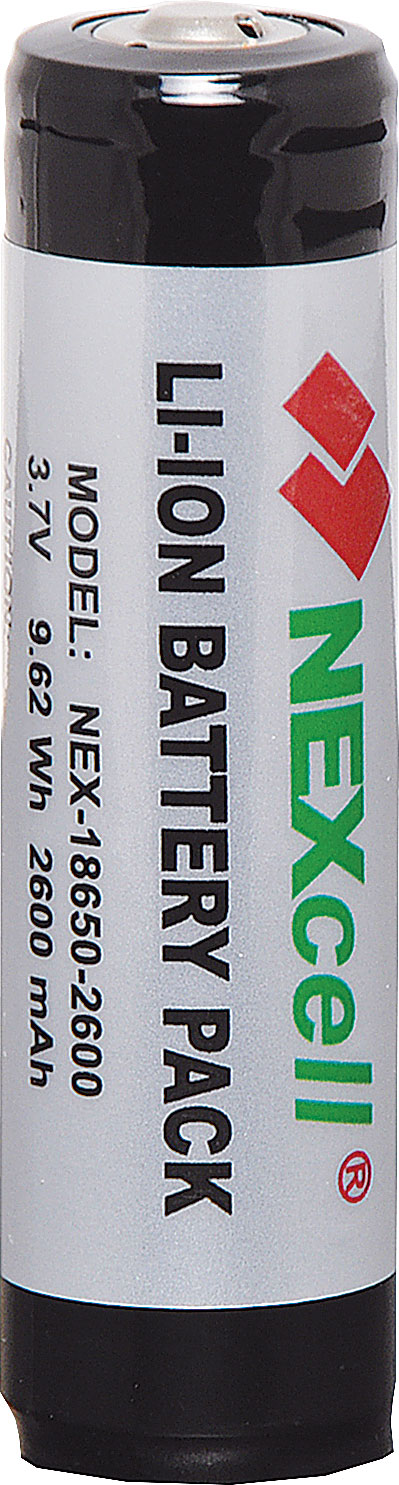 NEXcell®
LI-ION BATTERY PACK
MODEL: NEX-18650-2600
3.7V 9.62 Wh 2600 mAh